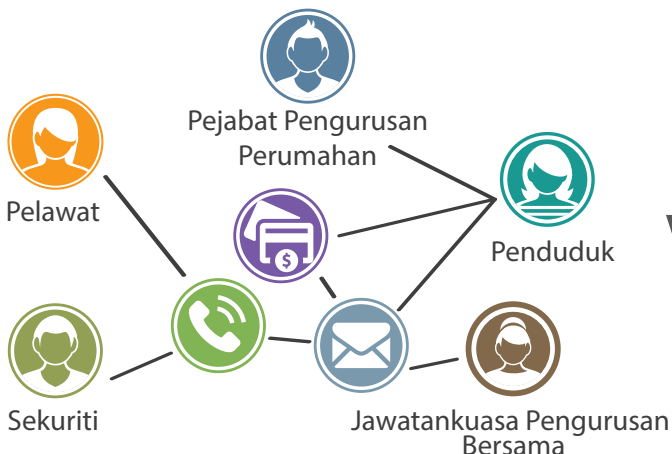 Pejabat Pengurusan
Perumahan
Pelawat
$
Penduduk
Sekuriti
Jawatankuasa Pengurusan
Bersama